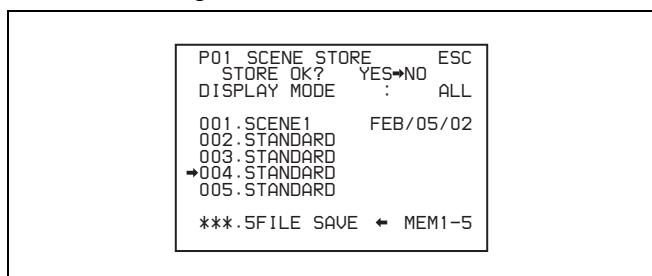 P01 SCENE STORE ESC
STORE OK? YES➡NO
DISPLAY MODE : ALL
001.SCENE1 FEB/05/02
002.STANDARD
003.STANDARD
➡004.STANDARD
005.STANDARD
***.5FILE SAVE ← MEM1-5